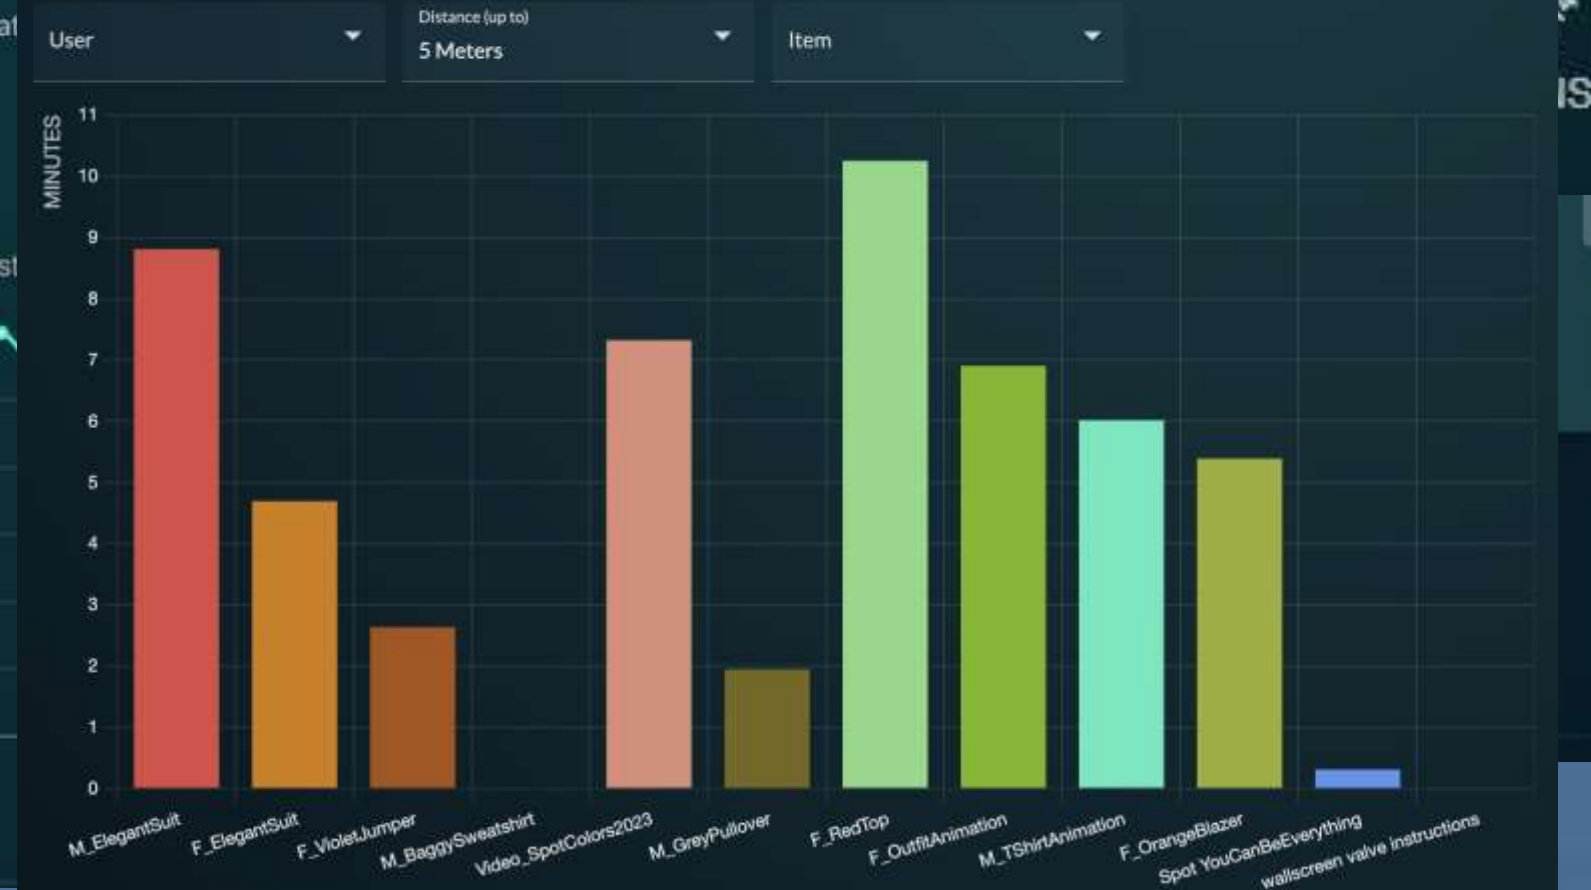 Distance (up to)
User
5 Meters
Item
MINUTES
11
10
9
8
7
6
5
4
3
2
1
0
M_ElegantSuit
F_ElegantSuit
F_VioletJumper
M_BaggySweatshirt
Video_SpotColors2023
M_GreyPullover
F_RedTop
F_OutfitAnimation
M_TShirtAnimation
F_OrangeBlazer
Spot YouCanBeEverything
wallscreen valve instructions